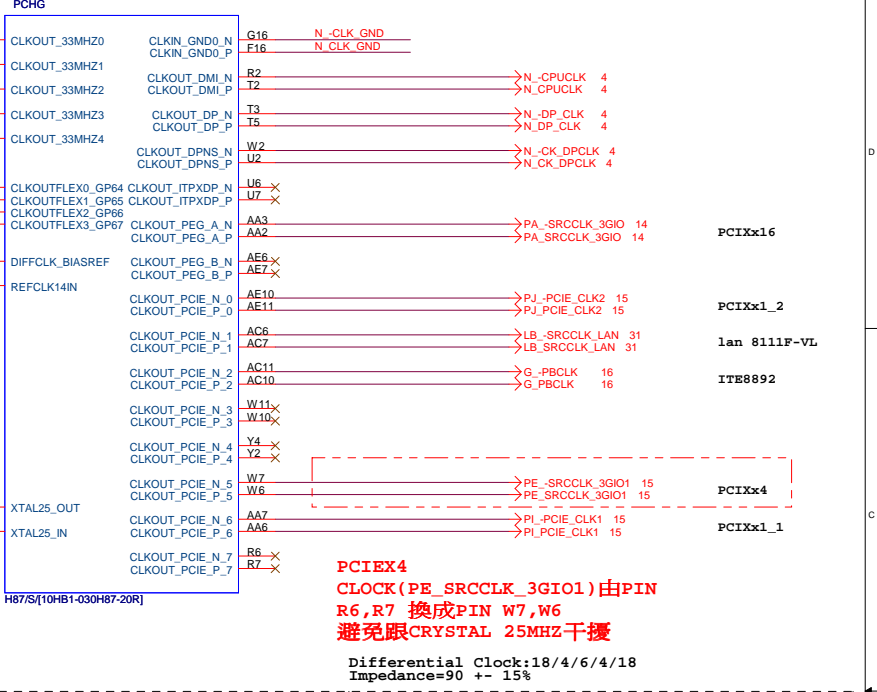 PCHG
CLKOUT_33MHZ0
CLKOUT_33MHZ1
CLKOUT_33MHZ2
CLKOUT_33MHZ3
CLKOUT_33MHZ4
CLKOUTFLEX0_GP64
CLKOUTFLEX1_GP65
CLKOUTFLEX2_GP66
CLKOUTFLEX3_GP67
DIFFCLK_BIASREF
REFCLK14IN
XTAL25_OUT
XTAL25_IN
CLKIN_GND0_N G16 N_-CLK_GND
CLKIN_GND0_P F16 N_CLK_GND
CLKOUT_DMI_N R2 N_-CPUCLK 4
CLKOUT_DMI_P T2 N_CPUCLK 4
CLKOUT_DP_N T3 N_-DP_CLK 4
CLKOUT_DP_P T5 N_DP_CLK 4
CLKOUT_DPNS_N W2 N_-CK_DPCLK 4
CLKOUT_DPNS_P U2 N_CK_DPCLK 4
CLKOUT_ITPXDP_N U6
CLKOUT_ITPXDP_P U7
CLKOUT_PEG_A_N AA3 PA_-SRCCLK_3GIO 14
CLKOUT_PEG_A_P AA2 PA_SRCCLK_3GIO 14
PCIXx16
CLKOUT_PEG_B_N AE6
CLKOUT_PEG_B_P AE7
CLKOUT_PCIE_N_0 AE10 PJ_-PCIE_CLK2 15
CLKOUT_PCIE_P_0 AE11 PJ_PCIE_CLK2 15
PCIXx1_2
CLKOUT_PCIE_N_1 AC6 LB_-SRCCLK_LAN 31
CLKOUT_PCIE_P_1 AC7 LB_SRCCLK_LAN 31
lan 8111F-VL
CLKOUT_PCIE_N_2 AC11 G_-PBCLK 16
CLKOUT_PCIE_P_2 AC10 G_PBCLK 16
ITE8892
CLKOUT_PCIE_N_3 W11
CLKOUT_PCIE_P_3 W10
CLKOUT_PCIE_N_4 Y4
CLKOUT_PCIE_P_4 Y2
CLKOUT_PCIE_N_5 W7 PE_-SRCCLK_3GIO1 15
CLKOUT_PCIE_P_5 W6 PE_SRCCLK_3GIO1 15
PCIXx4
CLKOUT_PCIE_N_6 AA7 PI_-PCIE_CLK1 15
CLKOUT_PCIE_P_6 AA6 PI_PCIE_CLK1 15
PCIXx1_1
CLKOUT_PCIE_N_7 R6
CLKOUT_PCIE_P_7 R7
H87/S/[10HB1-030H87-20R]
PCIEX4
CLOCK(PE_SRCCLK_3GIO1)由PIN
R6,R7 換成PIN W7,W6
避免跟CRYSTAL 25MHZ干擾
Differential Clock:18/4/6/4/18
Impedance=90 +- 15%
D
C